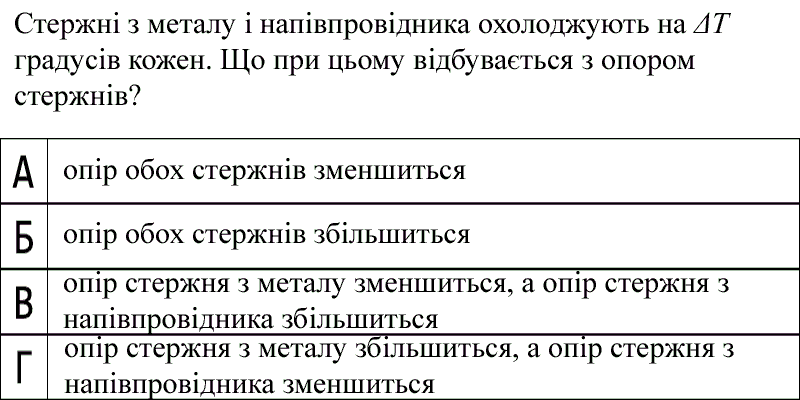 Стержні з металу і напівпровідника охолоджують на ΔT
градусів кожен. Що при цьому відбувається з опором
стержнів?
А опір обох стержнів зменшиться
Б опір обох стержнів збільшиться
В опір стержня з металу зменшиться, а опір стержня з
напівпровідника збільшиться
Г опір стержня з металу збільшиться, а опір стержня з
напівпровідника зменшиться